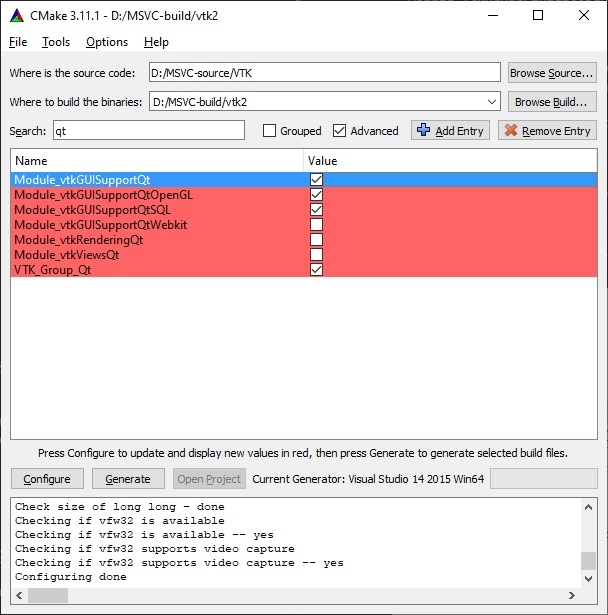 CMake 3.11.1 - D:/MSVC-build/vtk2
File Tools Options Help
Where is the source code: D:/MSVC-source/VTK Browse Source...
Where to build the binaries: D:/MSVC-build/vtk2 Browse Build...
Search: qt Grouped Advanced Add Entry Remove Entry
Name Value
Module_vtkGUISupportQt
Module_vtkGUISupportQtOpenGL
Module_vtkGUISupportQtSQL
Module_vtkGUISupportQtWebkit
Module_vtkRenderingQt
Module_vtkViewsQt
VTK_Group_Qt
Press Configure to update and display new values in red, then press Generate to generate selected build files.
Configure Generate Open Project Current Generator: Visual Studio 14 2015 Win64
Check size of long long - done
Checking if vfw32 is available
Checking if vfw32 is available -- yes
Checking if vfw32 supports video capture
Checking if vfw32 supports video capture -- yes
Configuring done